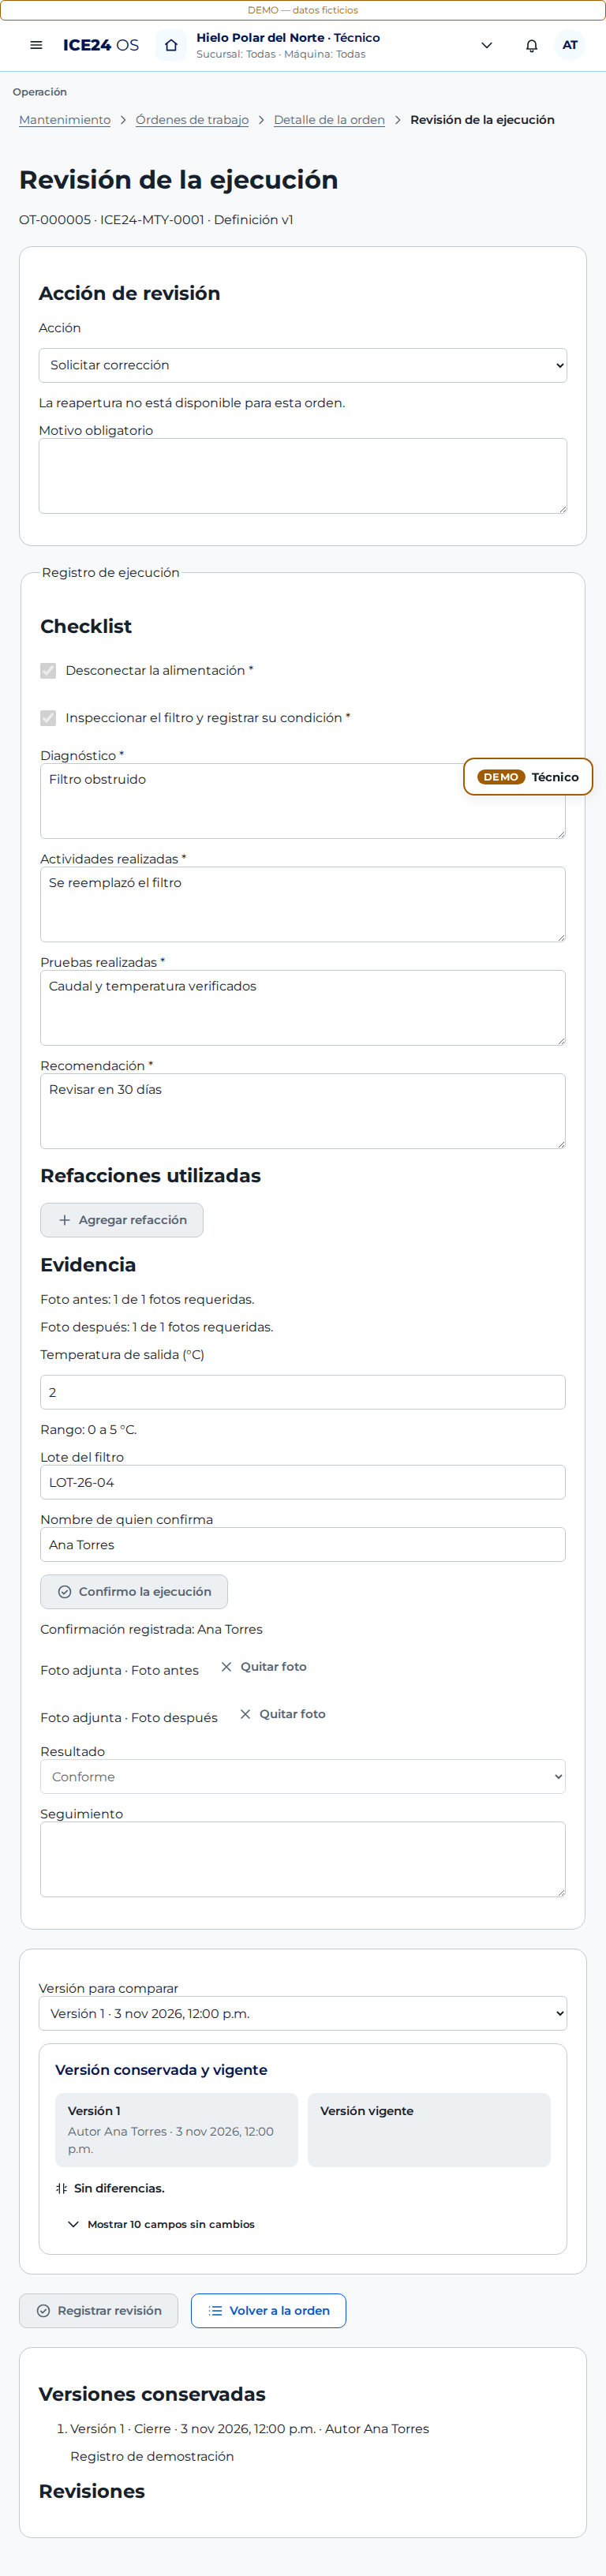 DEMO — datos ficticios
ICE24 OS
Hielo Polar del Norte · Técnico
Sucursal: Todas · Máquina: Todas
AT
Operación
Mantenimiento > Órdenes de trabajo > Detalle de la orden > Revisión de la ejecución
Revisión de la ejecución
OT-000005 · ICE24-MTY-0001 · Definición v1
Acción de revisión
Acción
Solicitar corrección
La reapertura no está disponible para esta orden.
Motivo obligatorio
Registro de ejecución
Checklist
Desconectar la alimentación *
Inspeccionar el filtro y registrar su condición *
Diagnóstico *
Filtro obstruido
DEMO Técnico
Actividades realizadas *
Se reemplazó el filtro
Pruebas realizadas *
Caudal y temperatura verificados
Recomendación *
Revisar en 30 días
Refacciones utilizadas
Agregar refacción
Evidencia
Foto antes: 1 de 1 fotos requeridas.
Foto después: 1 de 1 fotos requeridas.
Temperatura de salida (°C)
2
Rango: 0 a 5 °C.
Lote del filtro
LOT-26-04
Nombre de quien confirma
Ana Torres
Confirmo la ejecución
Confirmación registrada: Ana Torres
Foto adjunta · Foto antes Quitar foto
Foto adjunta · Foto después Quitar foto
Resultado
Conforme
Seguimiento
Versión para comparar
Versión 1 · 3 nov 2026, 12:00 p.m.
Versión conservada y vigente
Versión 1
Autor Ana Torres · 3 nov 2026, 12:00
p.m.
Versión vigente
Sin diferencias.
Mostrar 10 campos sin cambios
Registrar revisión
Volver a la orden
Versiones conservadas
1. Versión 1 · Cierre · 3 nov 2026, 12:00 p.m. · Autor Ana Torres
Registro de demostración
Revisiones